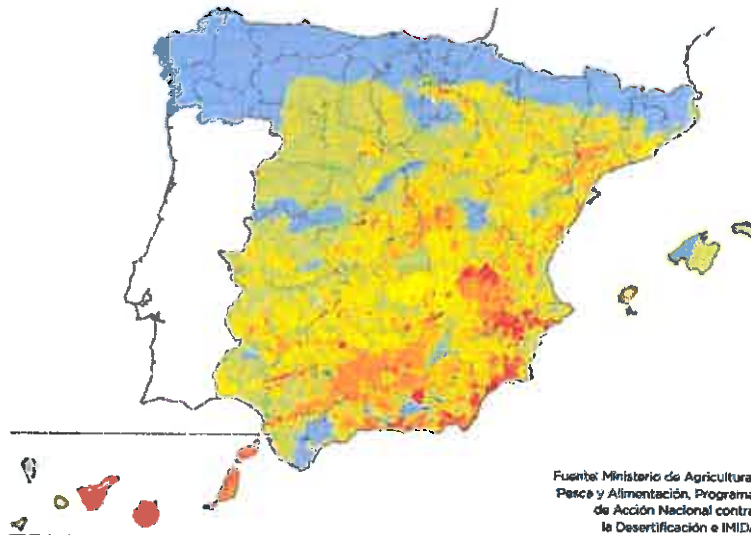 Fuente: Ministerio de Agricultura,
Pesca y Alimentación, Programa
de Acción Nacional contra
la Desertificación e IMIDA